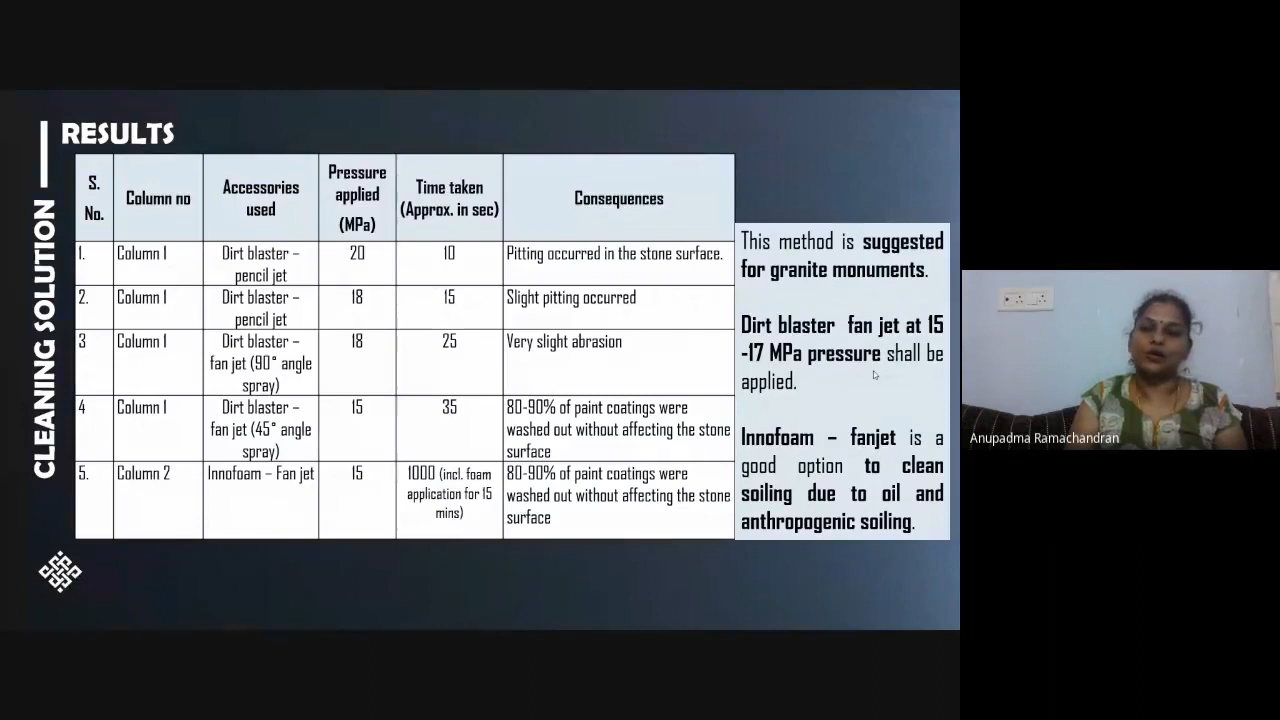 RESULTS
CLEANING SOLUTION
S. No. Column no Accessories used Pressure applied (MPa) Time taken (Approx. in sec) Consequences
1. Column 1 Dirt blaster – pencil jet 20 10 Pitting occurred in the stone surface.
2. Column 1 Dirt blaster – pencil jet 18 15 Slight pitting occurred
3 Column 1 Dirt blaster – fan jet (90° angle spray) 18 25 Very slight abrasion
4 Column 1 Dirt blaster – fan jet (45° angle spray) 15 35 80-90% of paint coatings were washed out without affecting the stone surface
5. Column 2 Innofoam – Fan jet 15 1000 (incl. foam application for 15 mins) 80-90% of paint coatings were washed out without affecting the stone surface
This method is suggested
for granite monuments.
Dirt blaster fan jet at 15
-17 MPa pressure shall be
applied.
Innofoam – fanjet is a
good option to clean
soiling due to oil and
anthropogenic soiling.
Anupadma Ramachandran